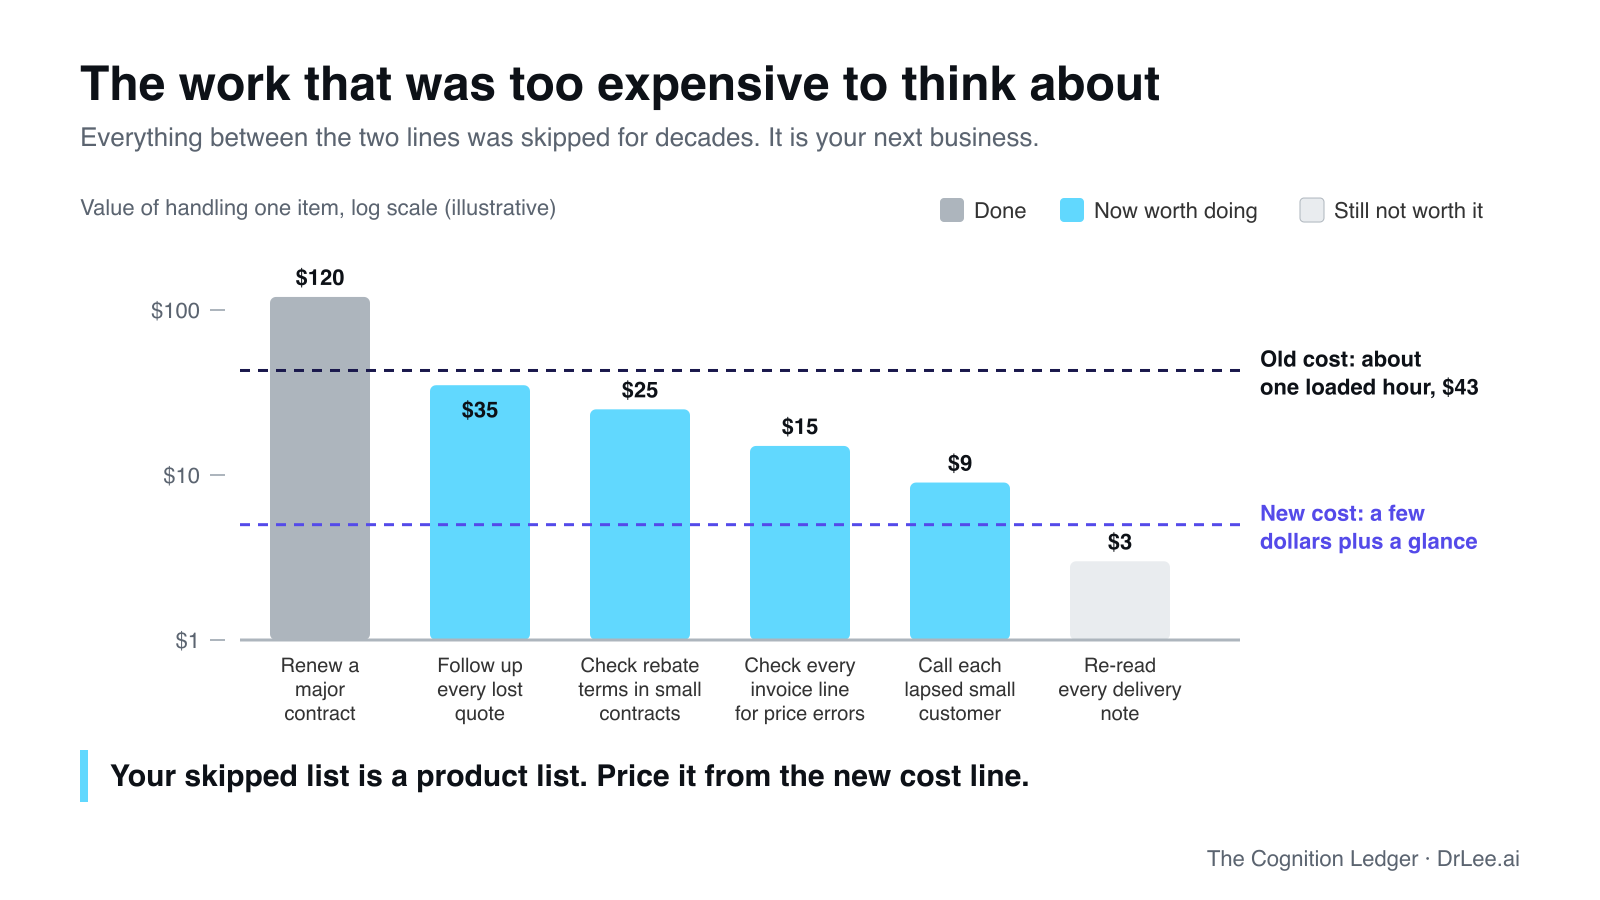 The work that was too expensive to think about
Everything between the two lines was skipped for decades. It is your next business.
Value of handling one item, log scale (illustrative)
Done
Now worth doing
Still not worth it
$120
$100
Old cost: about
one loaded hour, $43
$35
$25
$15
$10
$9
New cost: a few
dollars plus a glance
$3
$1
Renew a
major
contract
Follow up
every lost
quote
Check rebate
terms in small
contracts
Check every
invoice line
for price errors
Call each
lapsed small
customer
Re-read
every delivery
note
Your skipped list is a product list. Price it from the new cost line.
The Cognition Ledger · DrLee.ai